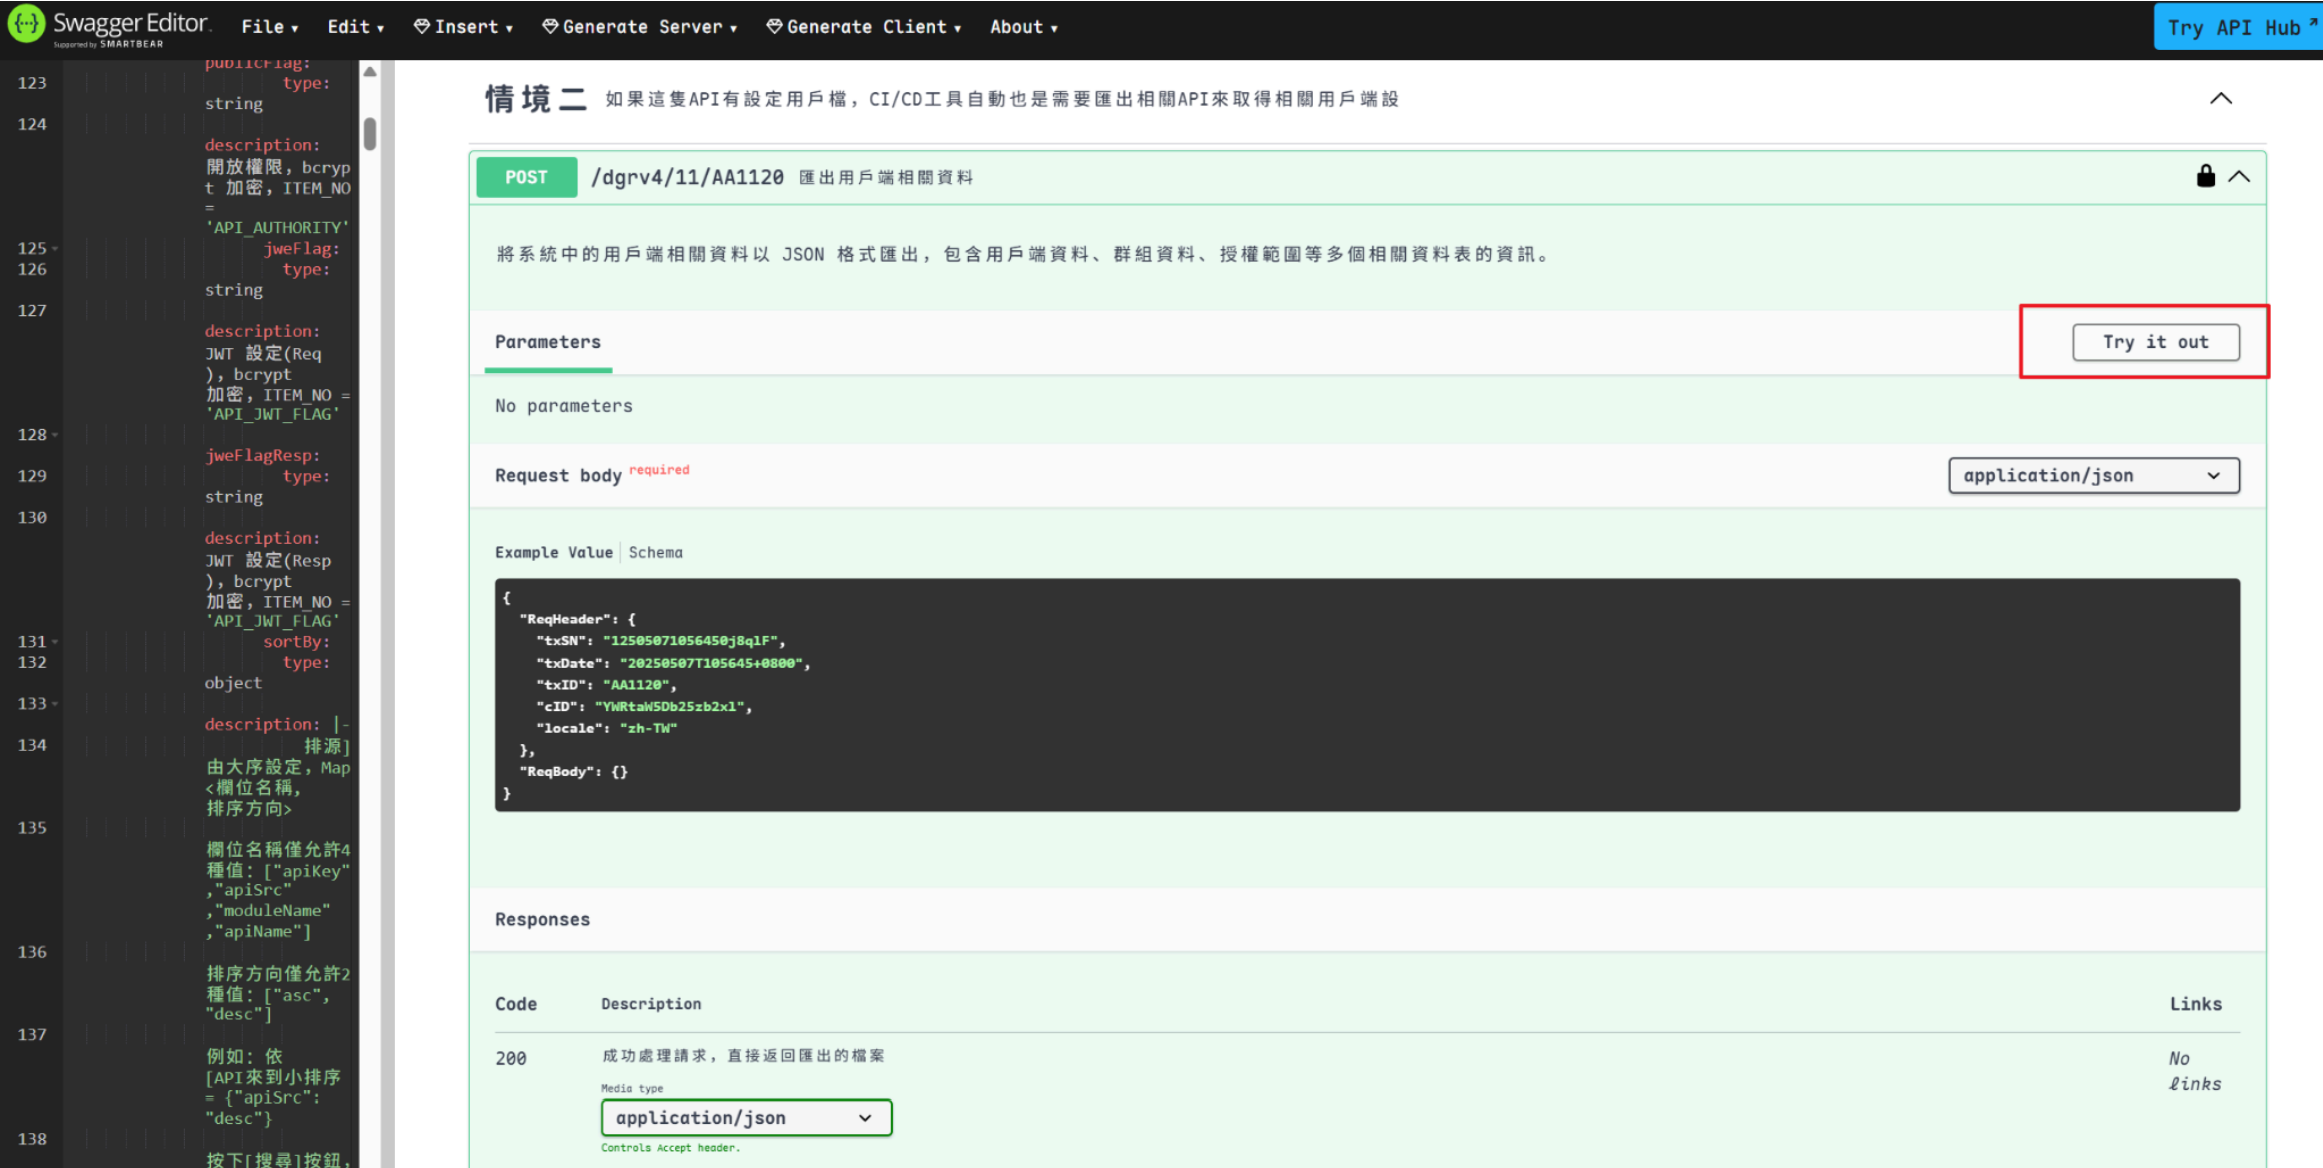 Swagger Editor.
Supported by SMARTBEAR
File
Edit
Insert
Generate Server
Generate Client
About
Try API Hub
publicFlag:
123 type:
string
124
description:
開放權限, bcryp
t 加密, ITEM_NO
=
'API_AUTHORITY'
125 jweFlag:
126 type:
string
127
description:
JWT 設定(Req
), bcrypt
加密, ITEM_NO =
'API_JWT_FLAG'
128
jweFlagResp:
129 type:
string
130
description:
JWT 設定(Resp
), bcrypt
加密, ITEM_NO =
'API_JWT_FLAG'
131 sortBy:
132 type:
object
133
description: |-
134 排源]
由大序設定, Map
<欄位名稱,
排序方向>
135
欄位名稱僅允許4
種值: ["apiKey"
,"apiSrc"
,"moduleName"
,"apiName"]
136
排序方向僅允許2
種值: ["asc",
"desc"]
137
例如: 依
[API來到小排序
= {"apiSrc":
"desc"}
138
按下[搜尋]按鈕,
情境二 如果這隻API有設定用戶檔, CI/CD工具自動也是需要匯出相關API來取得相關用戶端設
POST /dgrv4/11/AA1120 匯出用戶端相關資料
將系統中的用戶端相關資料以 JSON 格式匯出, 包含用戶端資料、群組資料、授權範圍等多個相關資料表的資訊。
Parameters
Try it out
No parameters
Request body required
application/json
Example Value
Schema
{
"ReqHeader": {
"txSN": "12505071056450j8qlF",
"txDate": "20250507T105645+0800",
"txID": "AA1120",
"cID": "YWRtaW5Db25zb2xl",
"locale": "zh-TW"
},
"ReqBody": {}
}
Responses
Code Description Links
200 成功處理請求, 直接返回匯出的檔案
No
links
Media type
application/json
Controls Accept header.